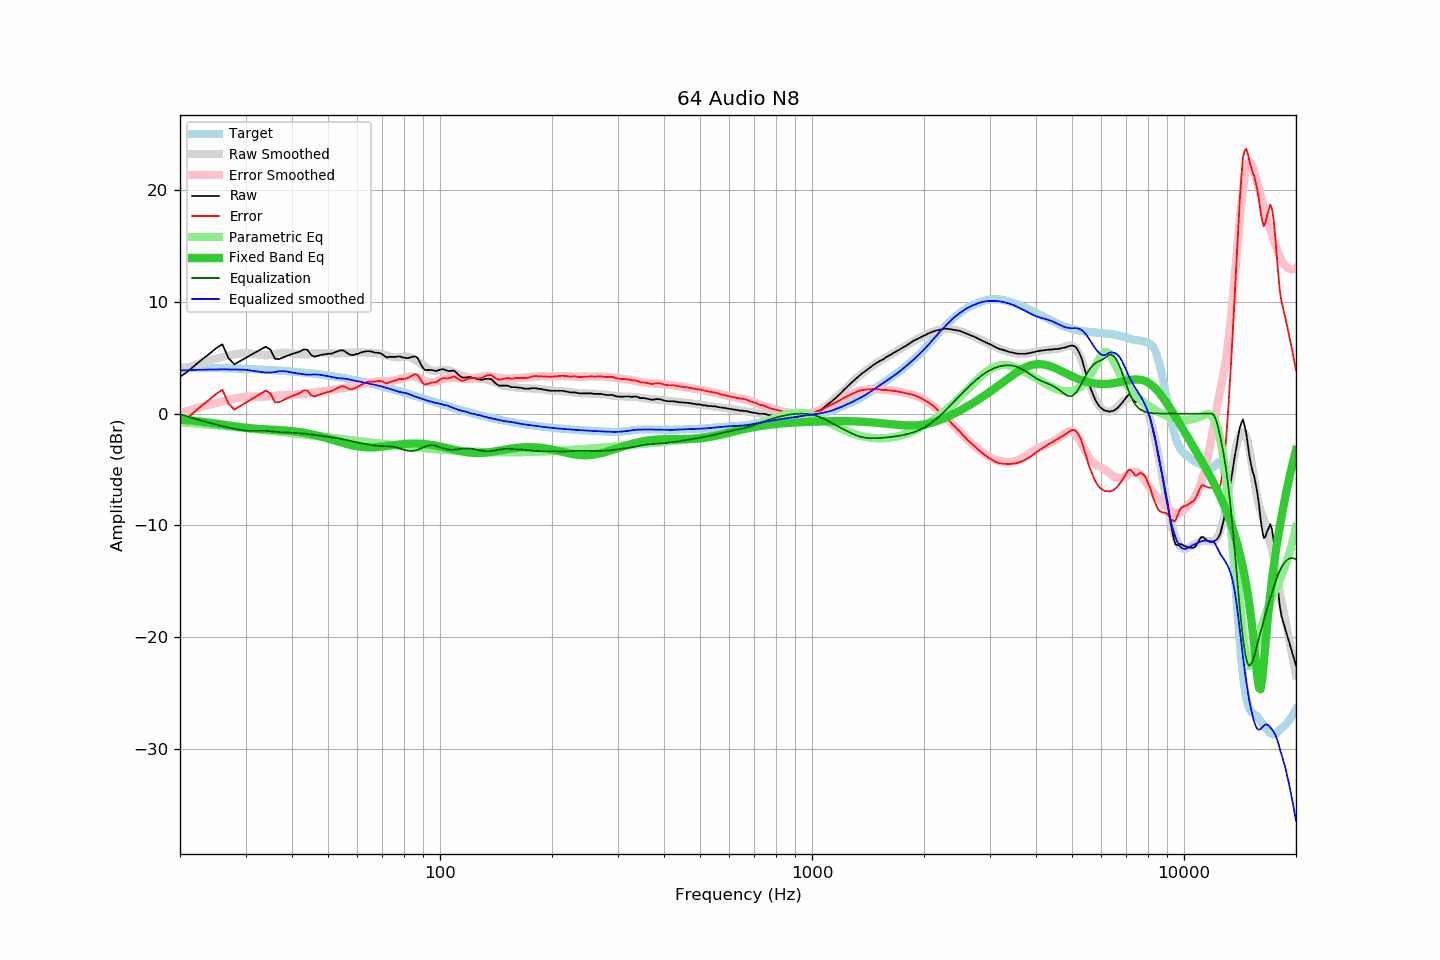 64 Audio N8
Target
Raw Smoothed
Error Smoothed
Raw
Error
Parametric Eq
Fixed Band Eq
Equalization
Equalized smoothed
20
10
0
−10
−20
−30
Amplitude (dBr)
100
1000
10000
Frequency (Hz)